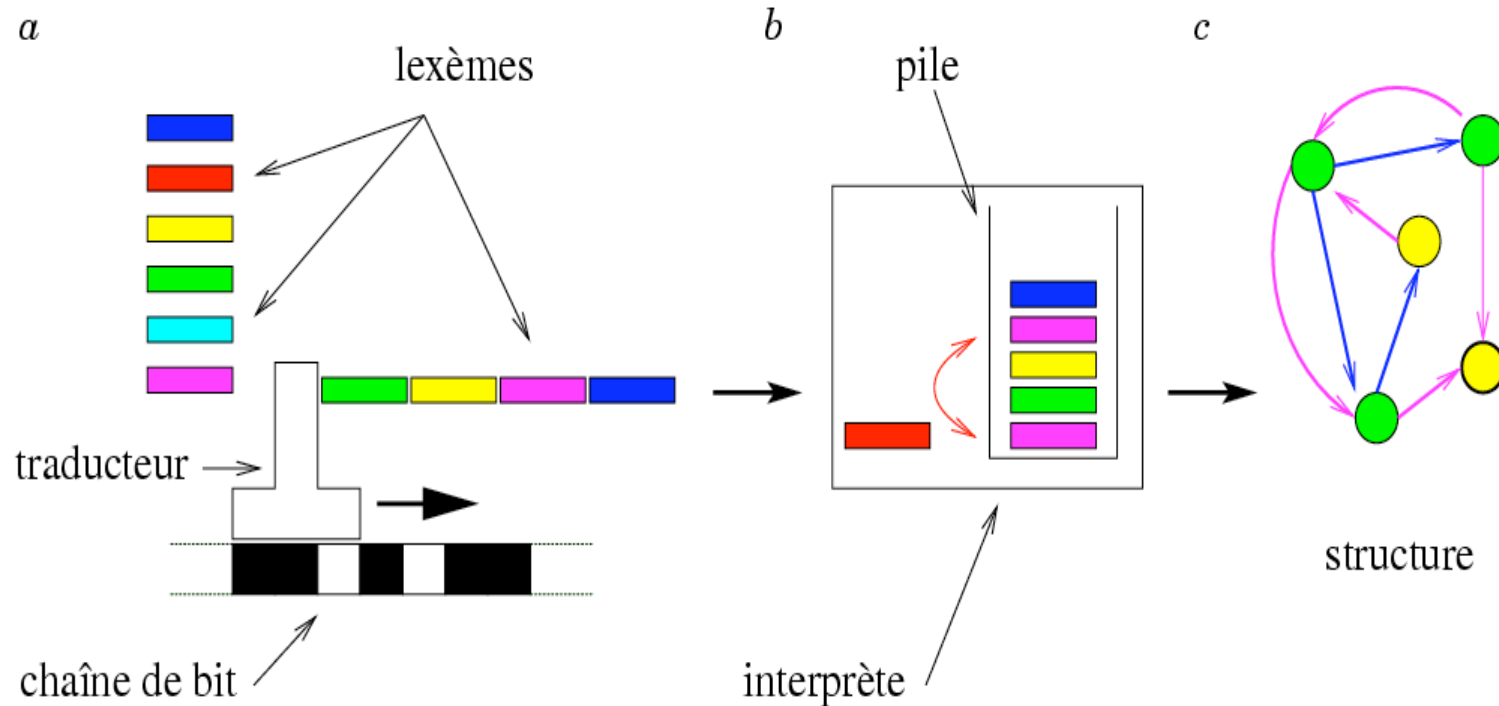 a
b
c
lexèmes
pile
traducteur
structure
chaîne de bit
interprète